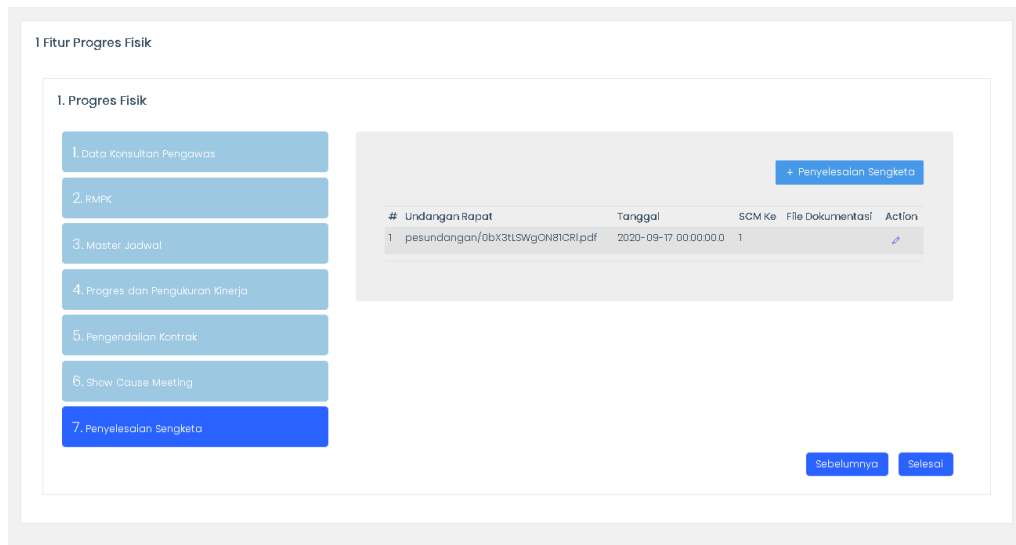 1 Fitur Progres Fisik
1. Progres Fisik
1. Data Konsultan Pengawas
2. RMPK
3. Master Jadwal
4. Progres dan Pengukuran Kinerja
5. Pengendalian Kontrak
6. Show Cause Meeting
7. Penyelesaian Sengketa
+ Penyelesaian Sengketa
# Undangan Rapat Tanggal SCM Ke File Dokumentasi Action
1 pesundangan/0bX3tLSWgON81CRl.pdf 2020-09-17 00:00:00.0 1
Sebelumnya Selesai